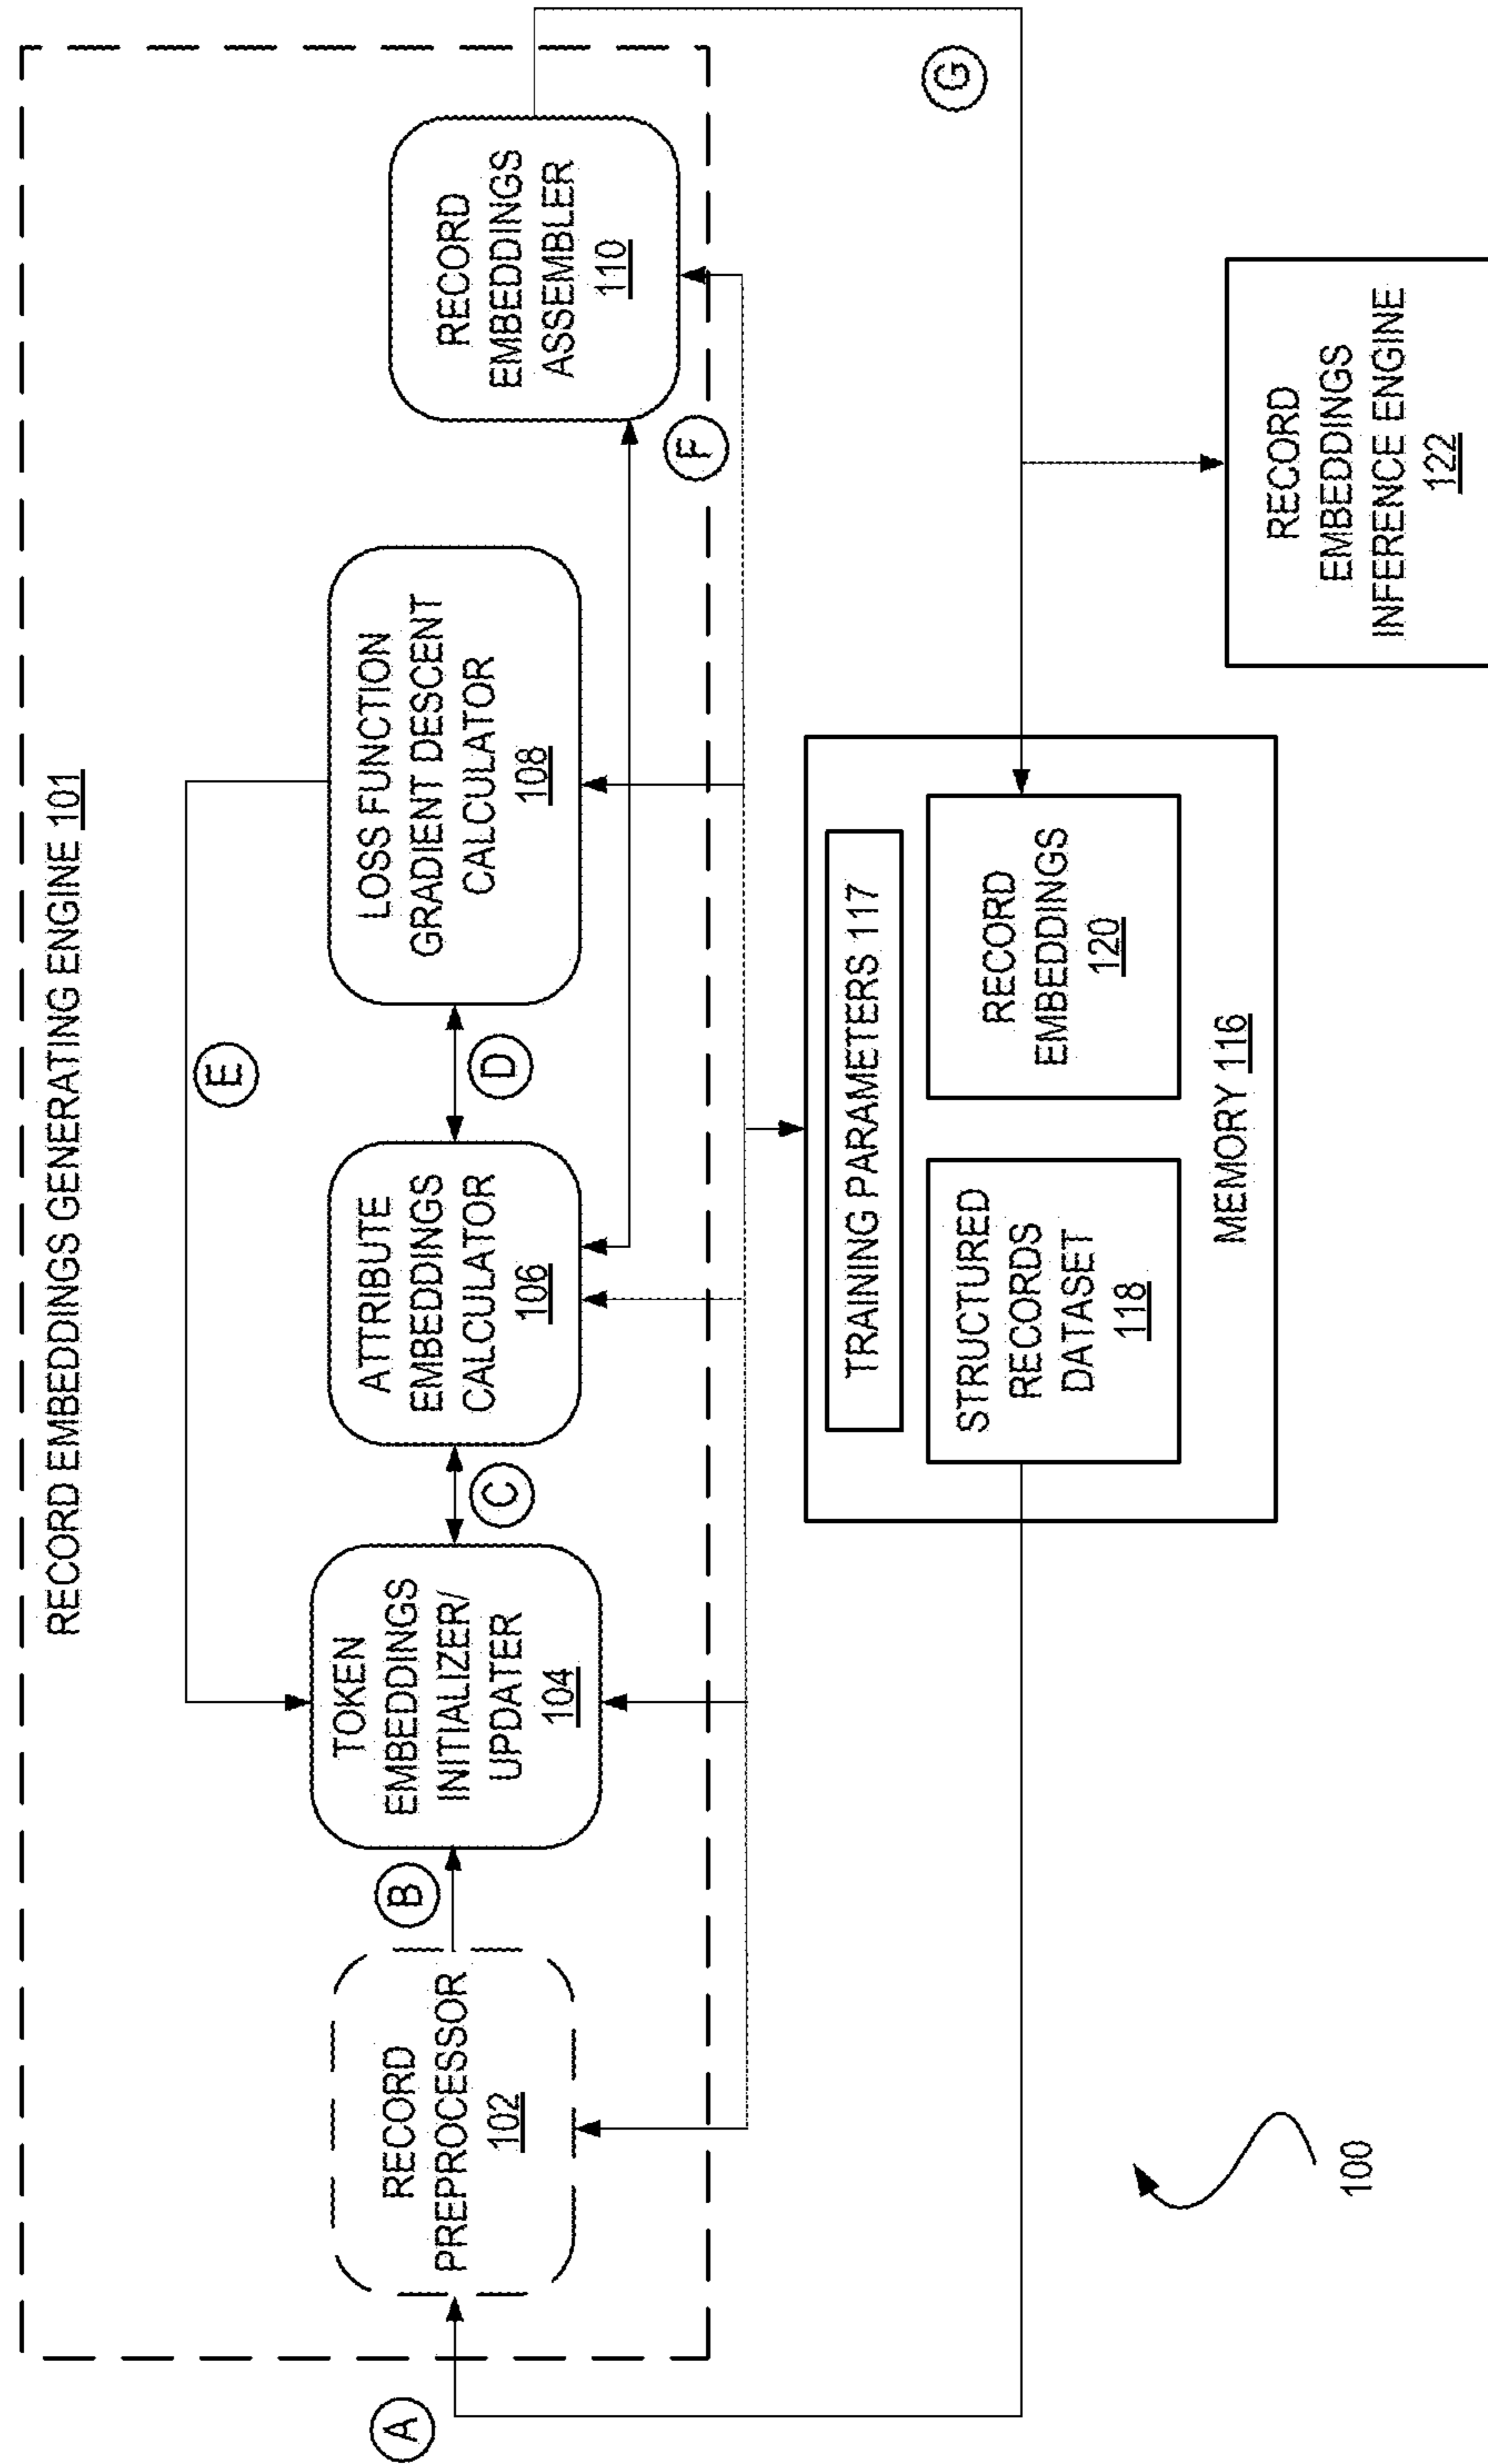 RECORD EMBEDDINGS GENERATING ENGINE 101
E
A
RECORD
PREPROCESSOR
102
B
TOKEN
EMBEDDINGS
INITIALIZER/
UPDATER
104
C
ATTRIBUTE
EMBEDDINGS
CALCULATOR
106
D
LOSS FUNCTION
GRADIENT DESCENT
CALCULATOR
108
RECORD
EMBEDDINGS
ASSEMBLER
110
F
G
TRAINING PARAMETERS 117
STRUCTURED
RECORDS
DATASET
118
RECORD
EMBEDDINGS
120
MEMORY 116
RECORD
EMBEDDINGS
INFERENCE ENGINE
122
100